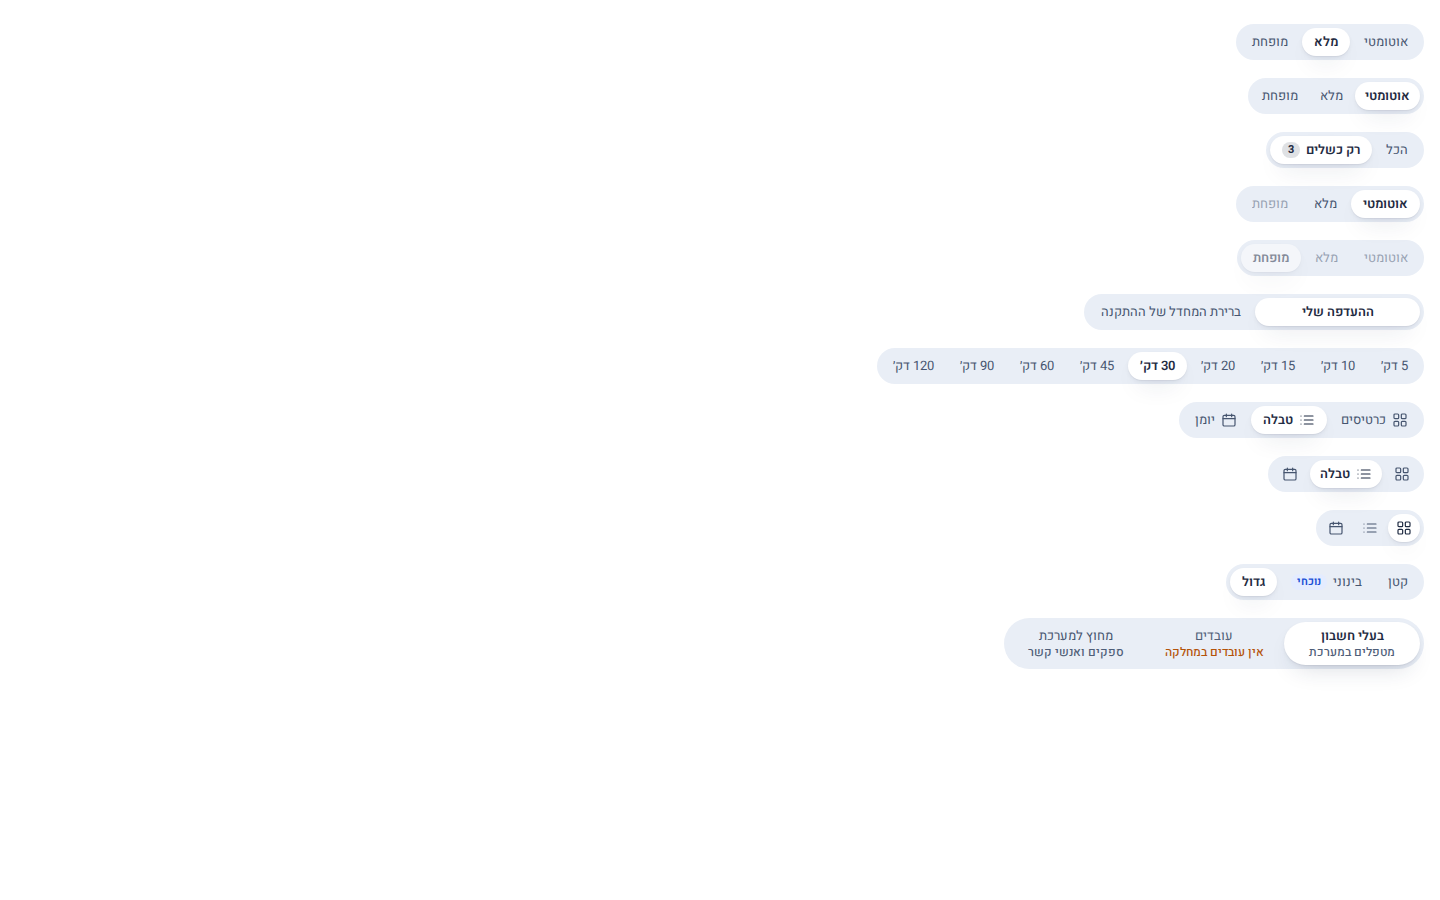 אוטומטי מלא מופחת
אוטומטי מלא מופחת
הכל רק כשלים 3
אוטומטי מלא מופחת
אוטומטי מלא מופחת
ההעדפה שלי ברירת המחדל של ההתקנה
5 דק׳ 10 דק׳ 15 דק׳ 20 דק׳ 30 דק׳ 45 דק׳ 60 דק׳ 90 דק׳ 120 דק׳
כרטיסים טבלה יומן
טבלה
קטן בינוני נוכחי גדול
בעלי חשבון עובדים מחוץ למערכת
מטפלים במערכת אין עובדים במחלקה ספקים ואנשי קשר